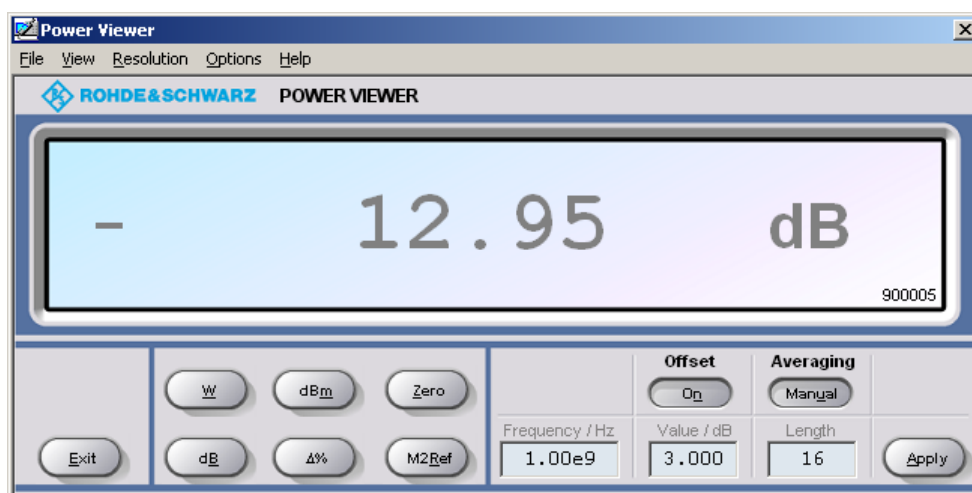 Power Viewer
File View Resolution Options Help
ROHDE&SCHWARZ POWER VIEWER
- 12.95 dB
900005
Offset Averaging
W dBm Zero On Manual
Frequency / Hz Value / dB Length
Exit dB Δ% M2Ref 1.00e9 3.000 16 Apply